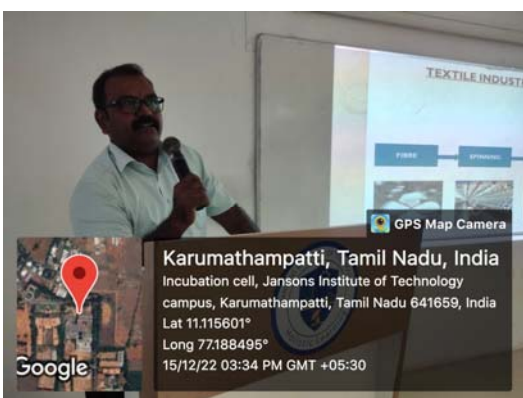 TEXTILE INDUST
FIBRE
SPINNING
GPS Map Camera
Karumathampatti, Tamil Nadu, India
Incubation cell, Jansons Institute of Technology
campus, Karumathampatti, Tamil Nadu 641659, India
Lat 11.115601°
Long 77.188495°
15/12/22 03:34 PM GMT +05:30
Google